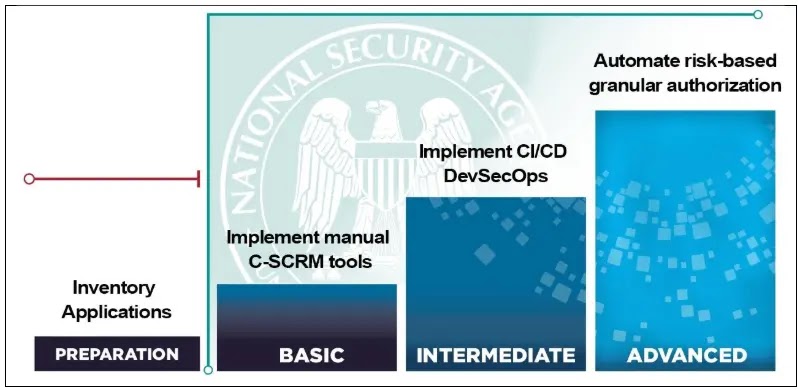 NATIONAL SECURITY AGE
Automate risk-based
granular authorization
Implement CI/CD
DevSecOps
Implement manual
C-SCRM tools
Inventory
Applications
PREPARATION
BASIC
INTERMEDIATE
ADVANCED